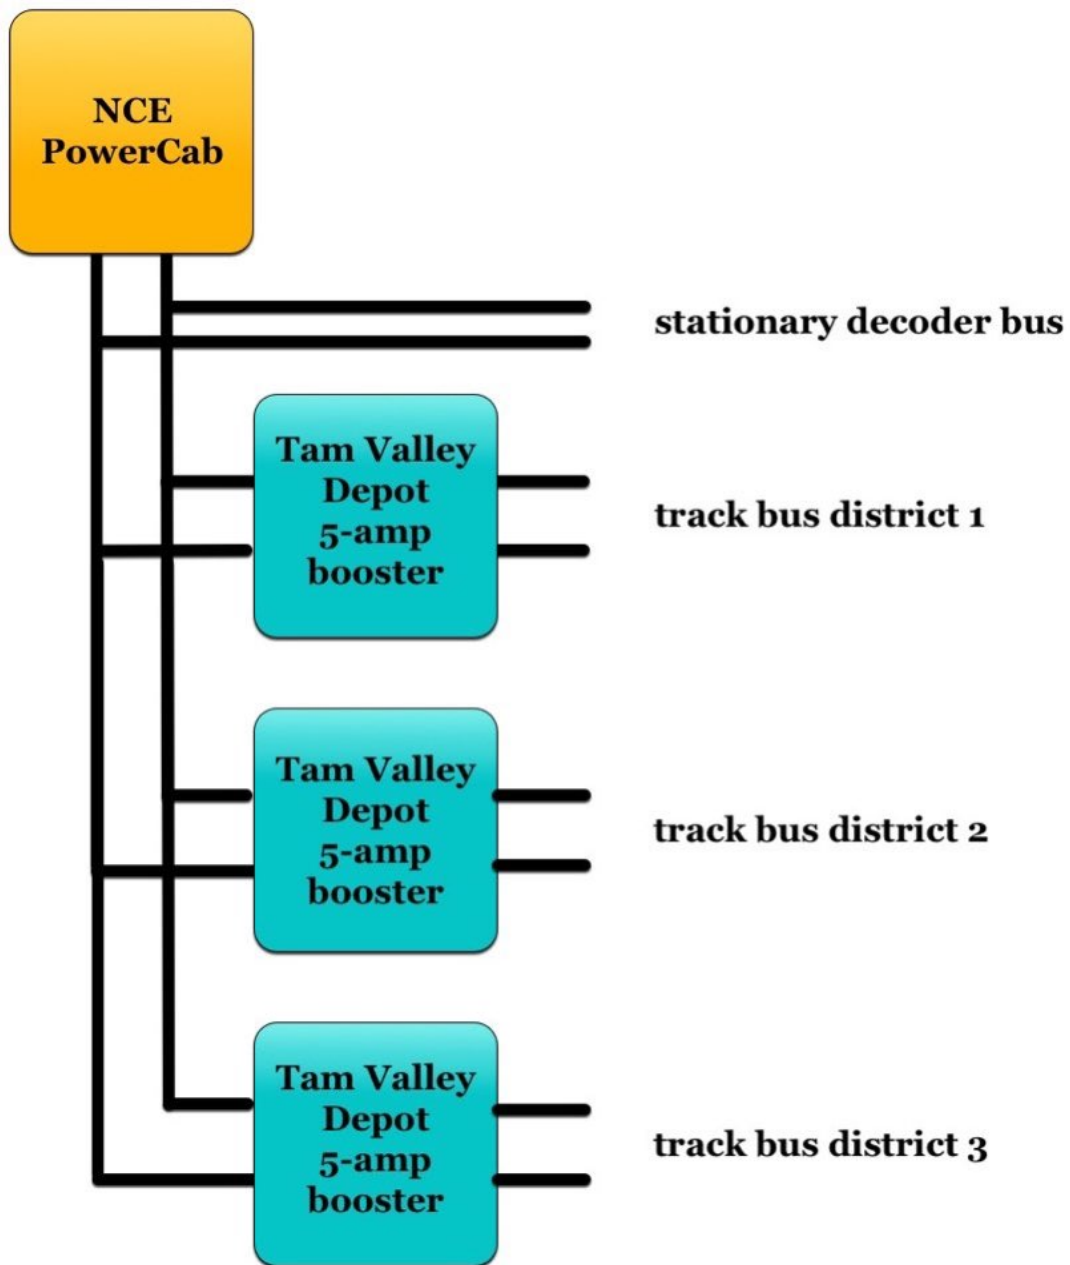 NCE
PowerCab
stationary decoder bus
Tam Valley
Depot
5-amp
booster
track bus district 1
Tam Valley
Depot
5-amp
booster
track bus district 2
Tam Valley
Depot
5-amp
booster
track bus district 3